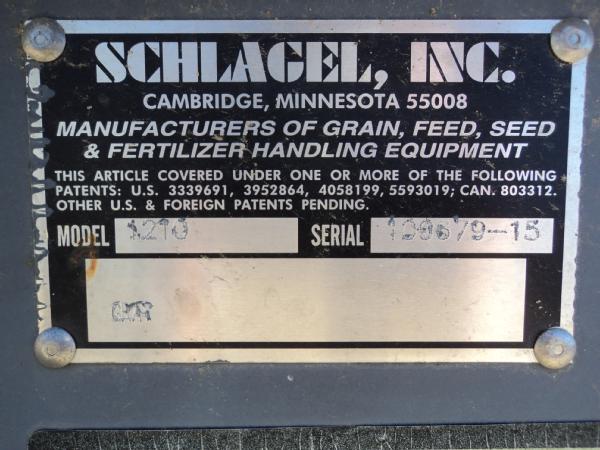 SCHLAGEL, INC.
CAMBRIDGE, MINNESOTA 55008
MANUFACTURERS OF GRAIN, FEED, SEED
& FERTILIZER HANDLING EQUIPMENT
THIS ARTICLE COVERED UNDER ONE OR MORE OF THE FOLLOWING
PATENTS: U.S. 3339691, 3952864, 4058199, 5593019; CAN. 803312.
OTHER U.S. & FOREIGN PATENTS PENDING.
MODEL 1210 SERIAL